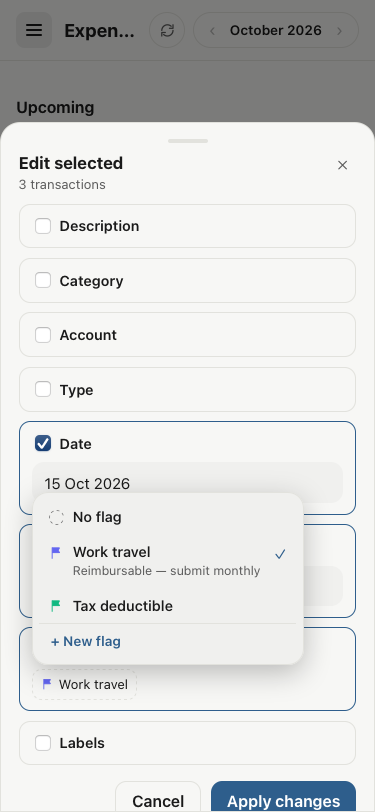 Expen...
October 2026
Upcoming
Edit selected
3 transactions
Description
Category
Account
Type
Date
15 Oct 2026
No flag
Work travel
Reimbursable — submit monthly
Tax deductible
+ New flag
Work travel
Labels
Cancel
Apply changes